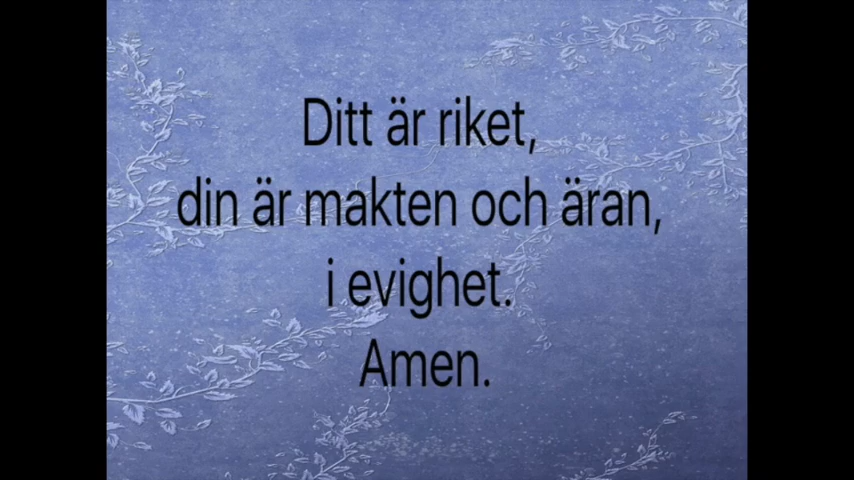 Ditt är riket,
din är makten och äran,
i evighet.
Amen.